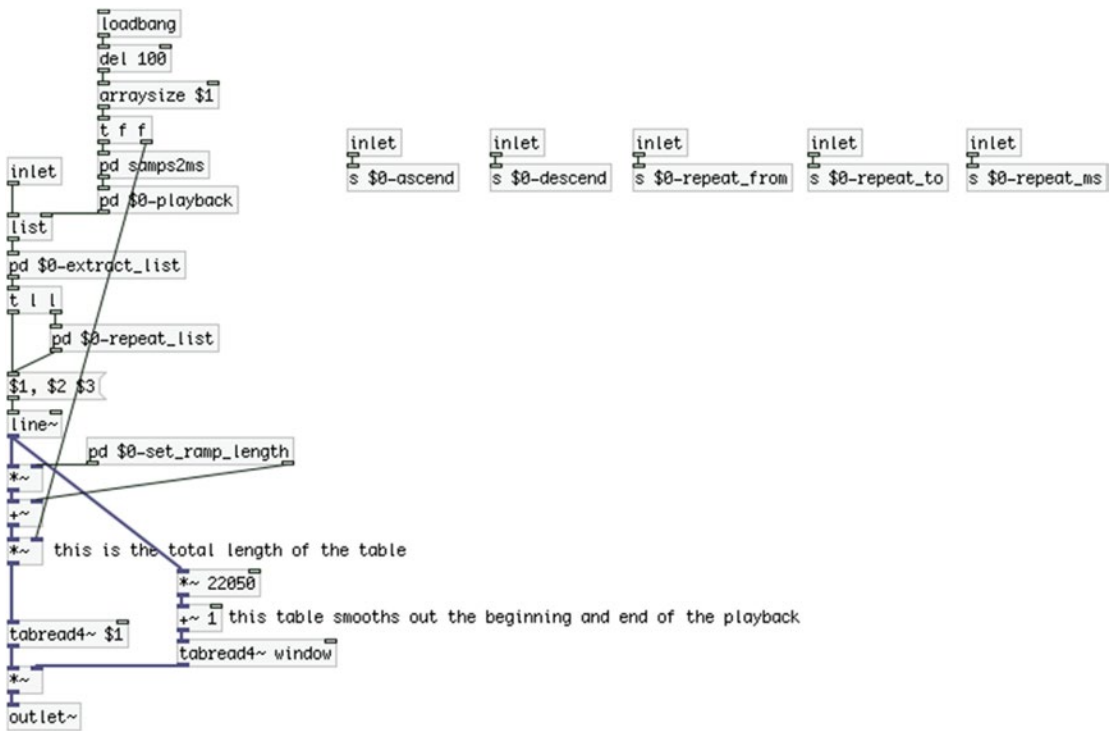 loadbang
del 100
arraysize $1
t f f
pd samps2ms
pd $0-playback
inlet
list
pd $0-extract_list
t l l
pd $0-repeat_list
$1, $2 $3
line~
pd $0-set_ramp_length
*~
+~
*~
this is the total length of the table
*~ 22050
+~ 1
this table smooths out the beginning and end of the playback
tabread4~ $1
tabread4~ window
*~
outlet~
inlet
s $0-ascend
inlet
s $0-descend
inlet
s $0-repeat_from
inlet
s $0-repeat_to
inlet
s $0-repeat_ms